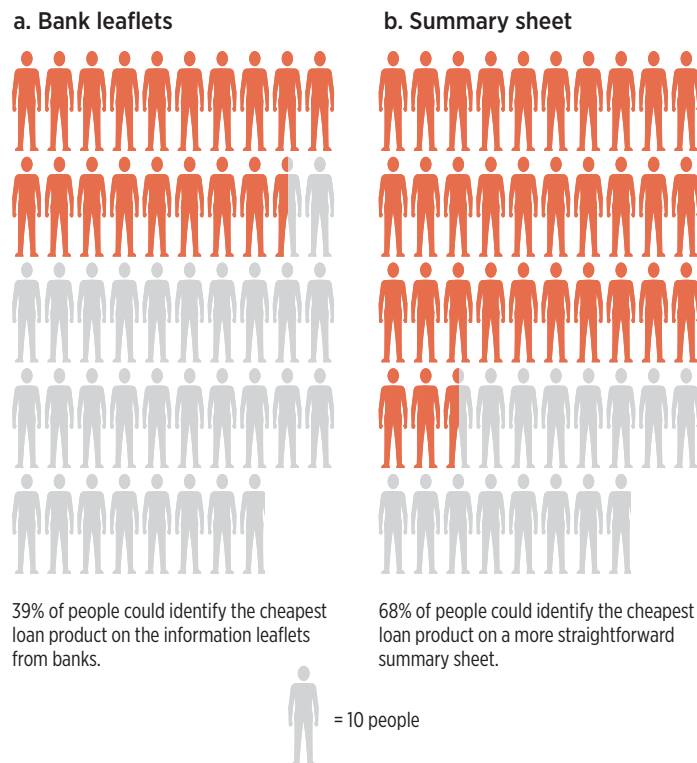 a. Bank leaflets
b. Summary sheet
39% of people could identify the cheapest
loan product on the information leaflets
from banks.
68% of people could identify the cheapest
loan product on a more straightforward
summary sheet.
= 10 people